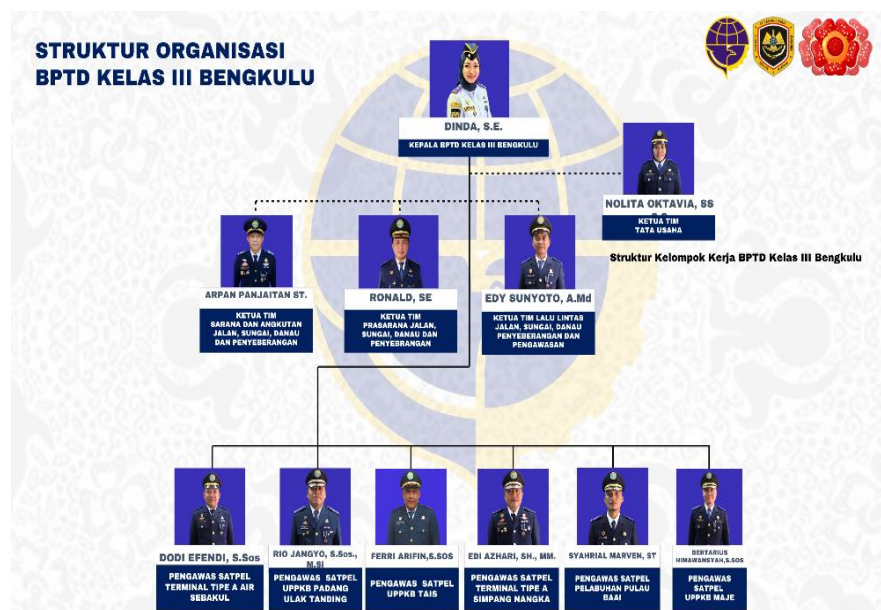 STRUKTUR ORGANISASI
BPTD KELAS III BENGKULU
DINDA, S.E.
KEPALA BPTD KELAS III BENGKULU
NOLITA OKTAVIA, SS
KETUA TIM
TATA USAHA
Struktur Kelompok Kerja BPTD Kelas III Bengkulu
ARPAN PANJAITAN ST.
KETUA TIM
SARANA DAN ANGKUTAN
JALAN, SUNGAI, DANAU
DAN PENYEBERANGAN
RONALD, SE
KETUA TIM
PRASARANA JALAN,
SUNGAI, DANAU DAN
PENYEBRANGAN
EDY SUNYOTO, A.Md
KETUA TIM LALU LINTAS
JALAN, SUNGAI, DANAU
PENYEBERANGAN DAN
PENGAWASAN
DODI EFENDI, S.Sos
PENGAWAS SATPEL
TERMINAL TIPE A AIR
SEBAKUL
RIO JANGYO, S.Sos.,
M.Si
PENGAWAS SATPEL
UPPKB PADANG
ULAK TANDING
FERRI ARIFIN,S.SOS
PENGAWAS SATPEL
UPPKB TAIS
EDI AZHARI, SH., MM.
PENGAWAS SATPEL
TERMINAL TIPE A
SIMPANG NANGKA
SYAHRIAL MARVEN, ST
PENGAWAS SATPEL
PELABUHAN PULAU
BAAI
BERTARIUS
HIMAWANSYAH,S.SOS
PENGAWAS
SATPEL
UPPKB MAJE